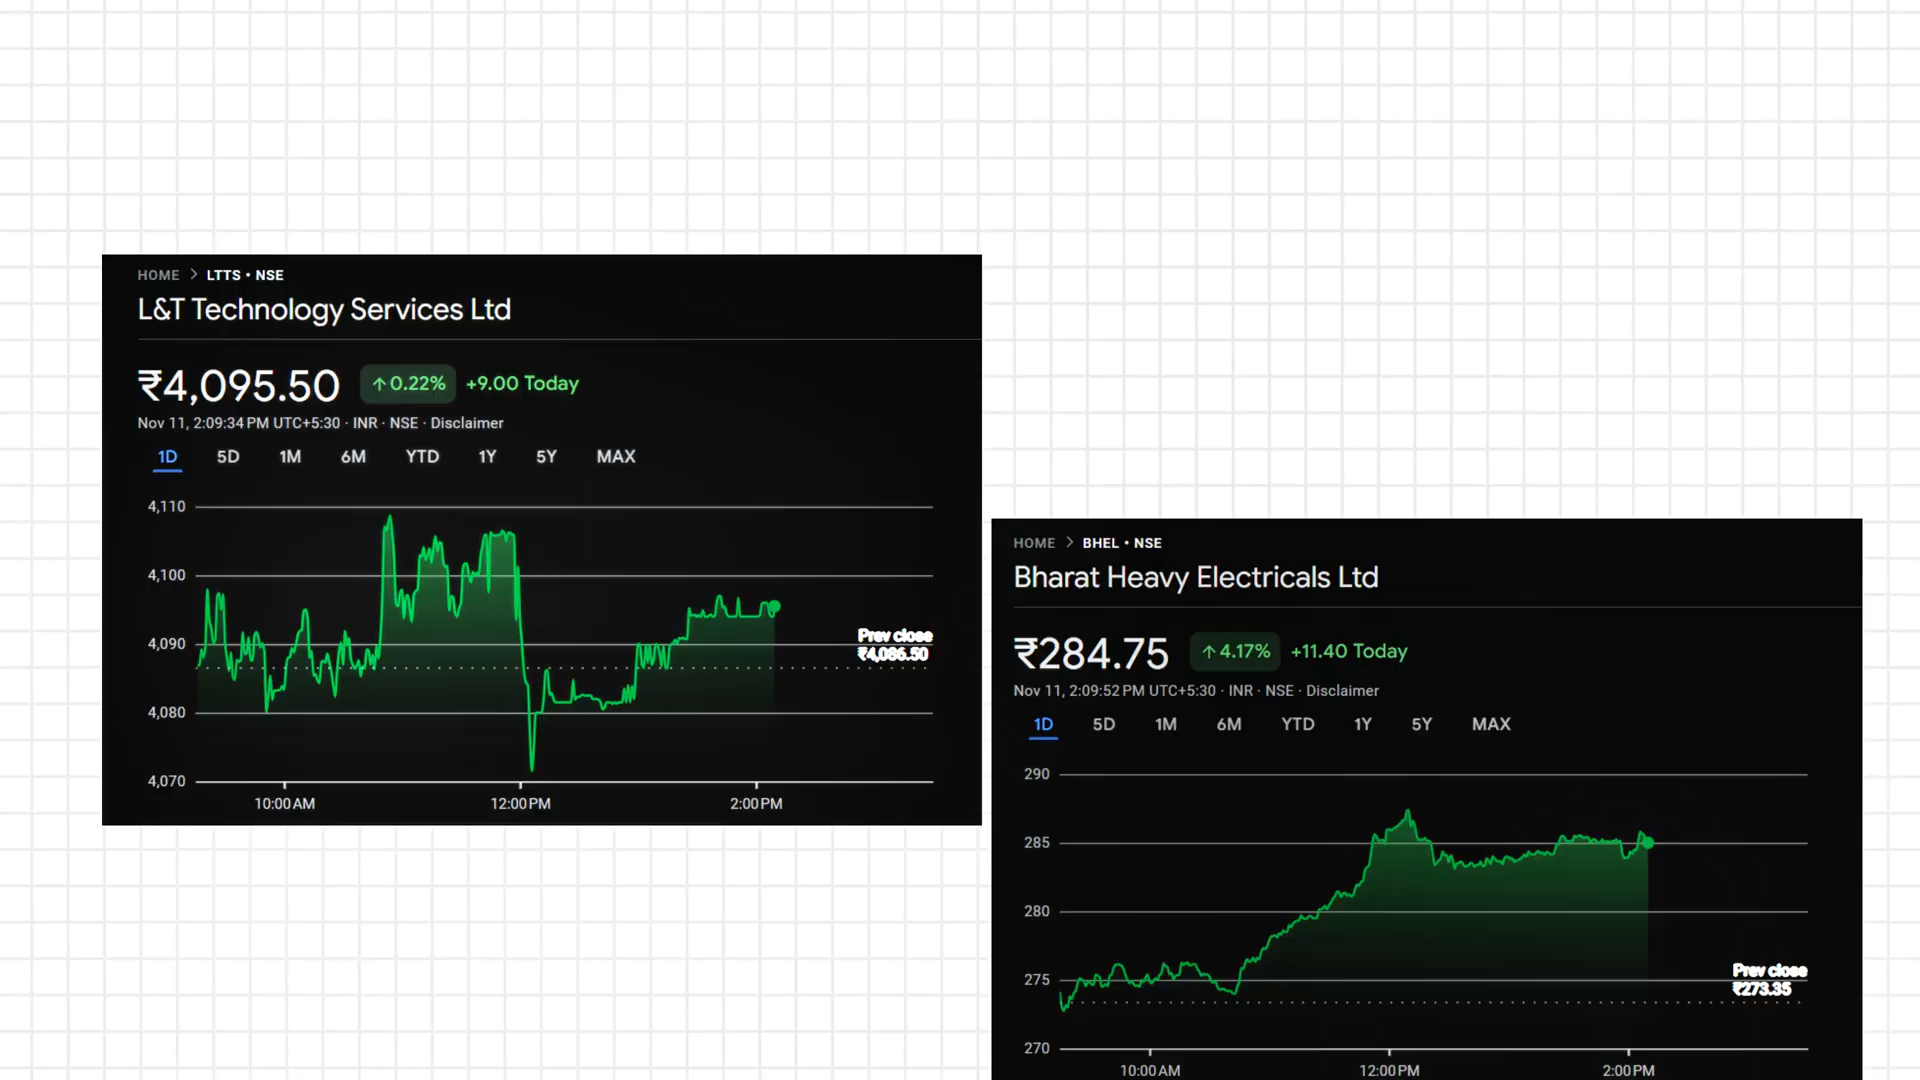 HOME > LTTS • NSE
L&T Technology Services Ltd
₹4,095.50 ↑0.22% +9.00 Today
Nov 11, 2:09:34 PM UTC+5:30 · INR · NSE · Disclaimer
1D 5D 1M 6M YTD 1Y 5Y MAX
4,110
4,100
4,090
4,080
4,070
Prev close
₹4,086.50
10:00 AM 12:00 PM 2:00 PM
HOME > BHEL • NSE
Bharat Heavy Electricals Ltd
₹284.75 ↑4.17% +11.40 Today
Nov 11, 2:09:52 PM UTC+5:30 · INR · NSE · Disclaimer
1D 5D 1M 6M YTD 1Y 5Y MAX
290
285
280
275
270
Prev close
₹273.35
10:00 AM 12:00 PM 2:00 PM